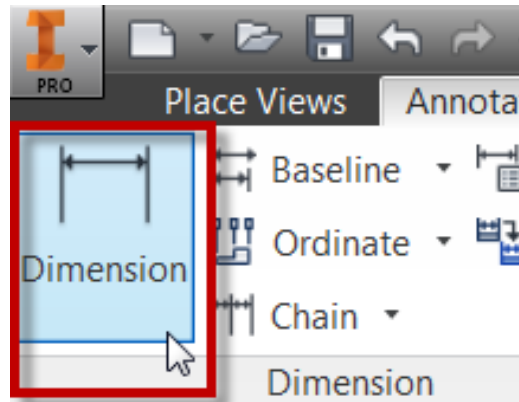 PRO
Place Views Annota
Baseline
Dimension
Ordinate
Chain
Dimension